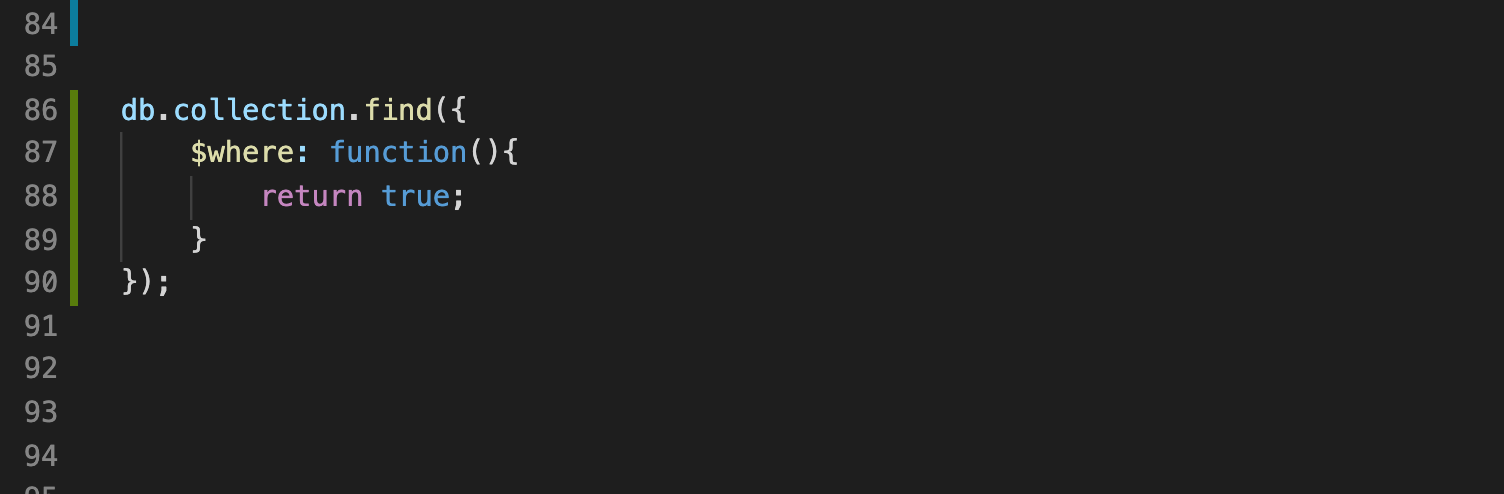 84
85
86 db.collection.find({
87     $where: function(){
88         return true;
89     }
90 });
91
92
93
94